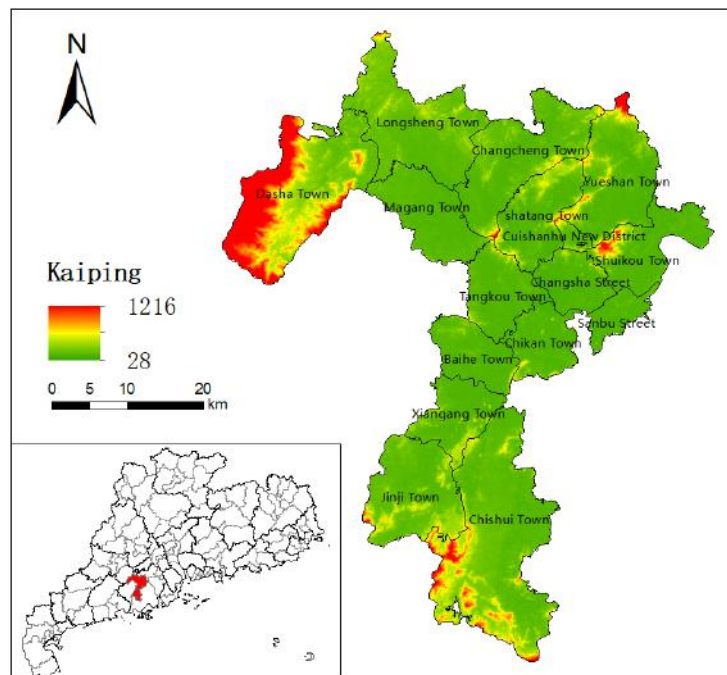 N
Longsheng Town
Changcheng Town
Yueshan Town
Dasha Town
Magang Town
shatang Town
Cuishanhu New District
Shuikou Town
Changsha Street
Tangkou Town
Sanbu Street
Chikan Town
Baihe Town
Xiangang Town
Jinji Town
Chishui Town
Kaiping
1216
28
0 5 10 20
km